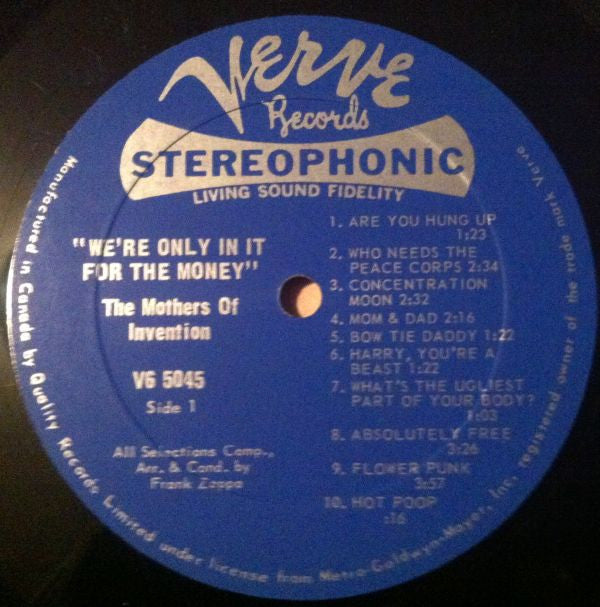 Verve
Records
STEREOPHONIC
LIVING SOUND FIDELITY
"WE'RE ONLY IN IT
FOR THE MONEY"
The Mothers Of
Invention
V6 5045
Side 1
All Selections Comp.,
Arr. & Cond. by
Frank Zappa
1. ARE YOU HUNG UP
1:23
2. WHO NEEDS THE
PEACE CORPS 2:34
3. CONCENTRATION
MOON 2:32
4. MOM & DAD 2:16
5. BOW TIE DADDY 1:22
6. HARRY, YOU'RE A
BEAST 1:22
7. WHAT'S THE UGLIEST
PART OF YOUR BODY?
1:03
8. ABSOLUTELY FREE
3:26
9. FLOWER PUNK
3:57
10. HOT POOP
:16
Manufactured in Canada by Quality Records Limited under license from Metro-Goldwyn-Mayer, Inc., registered owner of the trade mark Verve